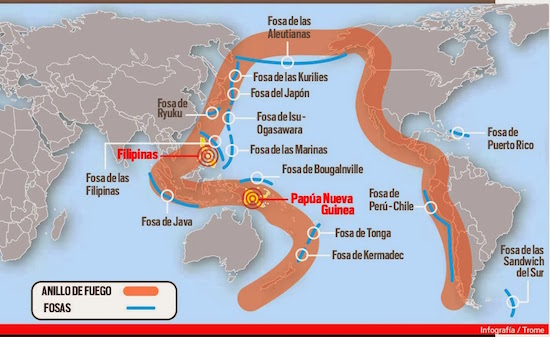 Fosa de las
Aleutianas
Fosa de las Kurilies
Fosa del Japón
Fosa de
Ryuku
Fosa de Isu-
Ogasawara
Filipinas
Fosa de las Marinas
Fosa de
Puerto Rico
Fosa de Bougalnville
Fosa de las
Filipinas
Papúa Nueva
Guinea
Fosa de
Perú-Chile
Fosa de Java
Fosa de Tonga
Fosa de Kermadec
Fosa de las
Sandwich
del Sur
ANILLO DE FUEGO
FOSAS
Infografía / Trome